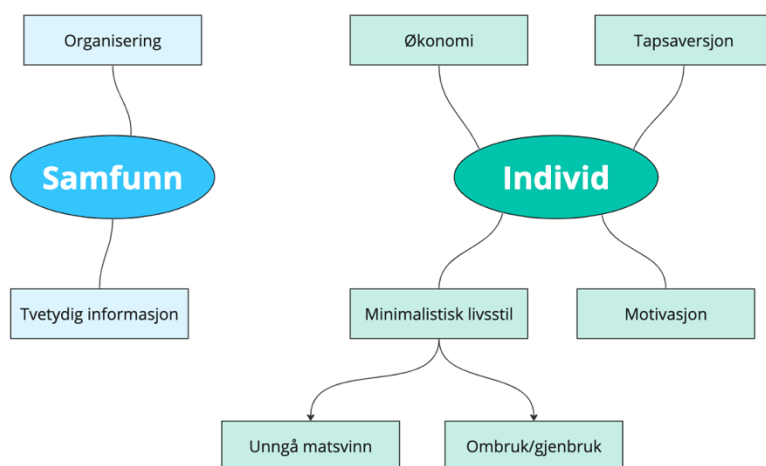 Organisering
Økonomi
Tapsaversjon
Samfunn
Individ
Tvetydig informasjon
Minimalistisk livsstil
Motivasjon
Unngå matsvinn
Ombruk/gjenbruk